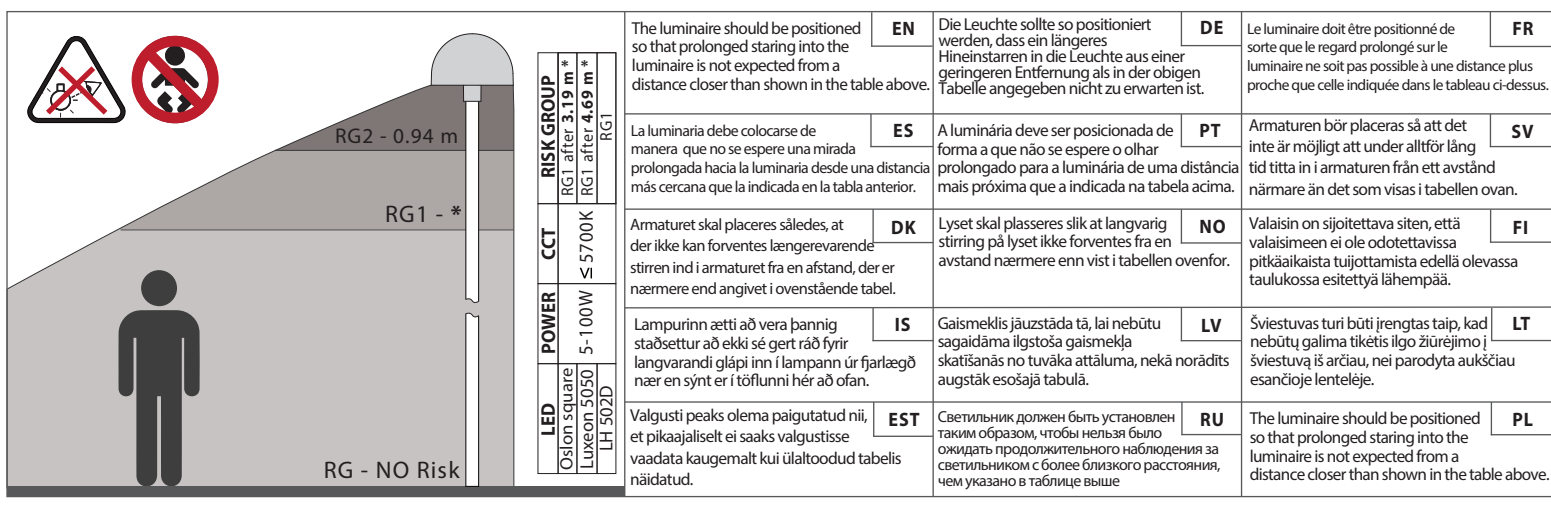 RG2 - 0.94 m
RG1 - *
RG - NO Risk
LED POWER CCT RISK GROUP
Oslon square 5-100W ≤ 5700K RG1 after 3.19 m *
Luxeon 5050 RG1 after 4.69 m *
LH 502D RG1
The luminaire should be positioned
so that prolonged staring into the
luminaire is not expected from a
distance closer than shown in the table above.
EN
Die Leuchte sollte so positioniert
werden, dass ein längeres
Hineinstarren in die Leuchte aus einer
geringeren Entfernung als in der obigen
Tabelle angegeben nicht zu erwarten ist.
DE
Le luminaire doit être positionné de
sorte que le regard prolongé sur le
luminaire ne soit pas possible à une distance plus
proche que celle indiquée dans le tableau ci-dessus.
FR
La luminaria debe colocarse de
manera que no se espere una mirada
prolongada hacia la luminaria desde una distancia
más cercana que la indicada en la tabla anterior.
ES
A luminária deve ser posicionada de
forma a que não se espere o olhar
prolongado para a luminária de uma distância
mais próxima que a indicada na tabela acima.
PT
Armaturen bör placeras så att det
inte är möjligt att under alltför lång
tid titta in i armaturen från ett avstånd
närmare än det som visas i tabellen ovan.
SV
Armaturet skal placeres således, at
der ikke kan forventes længerevarende
stirren ind i armaturet fra en afstand, der er
nærmere end angivet i ovenstående tabel.
DK
Lyset skal plasseres slik at langvarig
stirring på lyset ikke forventes fra en
avstand nærmere enn vist i tabellen ovenfor.
NO
Valaisin on sijoitettava siten, että
valaisimeen ei ole odotettavissa
pitkäaikaista tuijottamista edellä olevassa
taulukossa esitettyä lähempää.
FI
Lampurinn ætti að vera þannig
staðsettur að ekki sé gert ráð fyrir
langvarandi glápi inn í lampann úr fjarlægð
nær en sýnt er í töflunni hér að ofan.
IS
Gaismeklis jāuzstāda tā, lai nebūtu
sagaidāma ilgstoša gaismekļa
skatīšanās no tuvāka attāluma, nekā norādīts
augstāk esošajā tabulā.
LV
Šviestuvas turi būti įrengtas taip, kad
nebūtų galima tikėtis ilgo žiūrėjimo į
šviestuvą iš arčiau, nei parodyta aukščiau
esančioje lentelėje.
LT
Valgusti peaks olema paigutatud nii,
et pikaajaliselt ei saaks valgustisse
vaadata kaugemalt kui ülaltoodud tabelis
näidatud.
EST
Светильник должен быть установлен
таким образом, чтобы нельзя было
ожидать продолжительного наблюдения за
светильником с более близкого расстояния,
чем указано в таблице выше
RU
The luminaire should be positioned
so that prolonged staring into the
luminaire is not expected from a
distance closer than shown in the table above.
PL